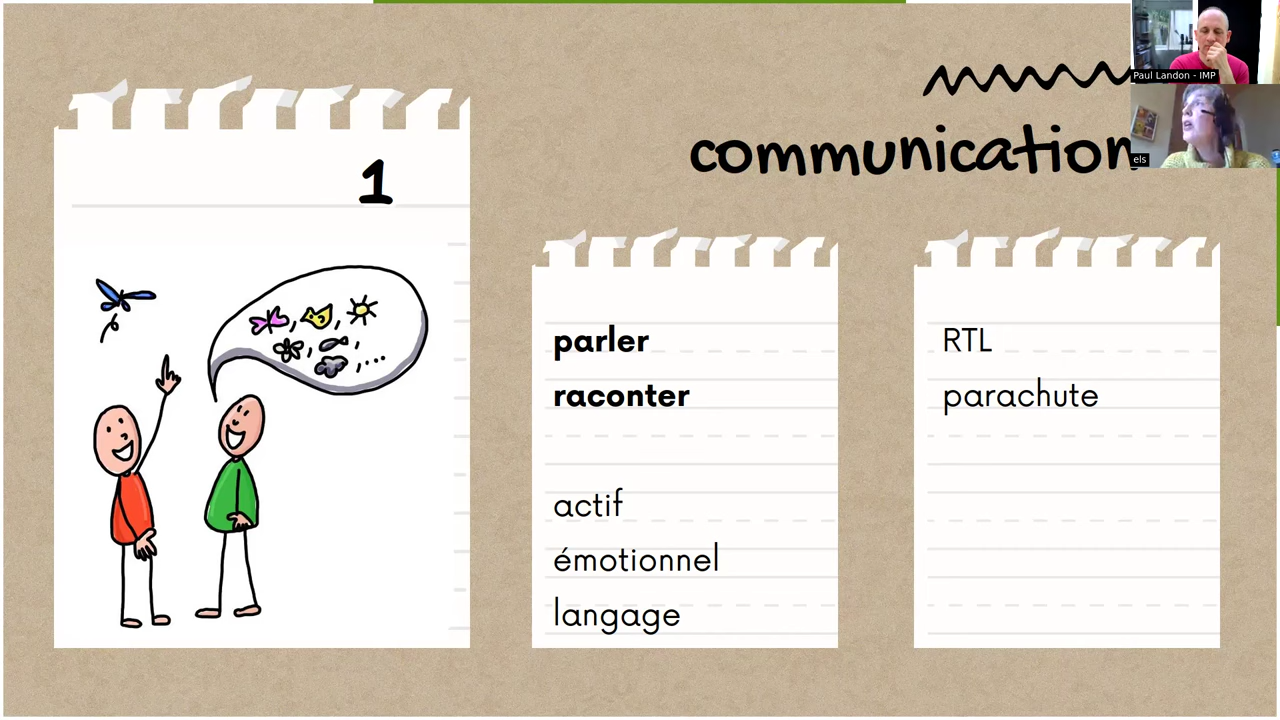 1
communication
parler
raconter
actif
émotionnel
langage
RTL
parachute
Paul Landon - IMP
els